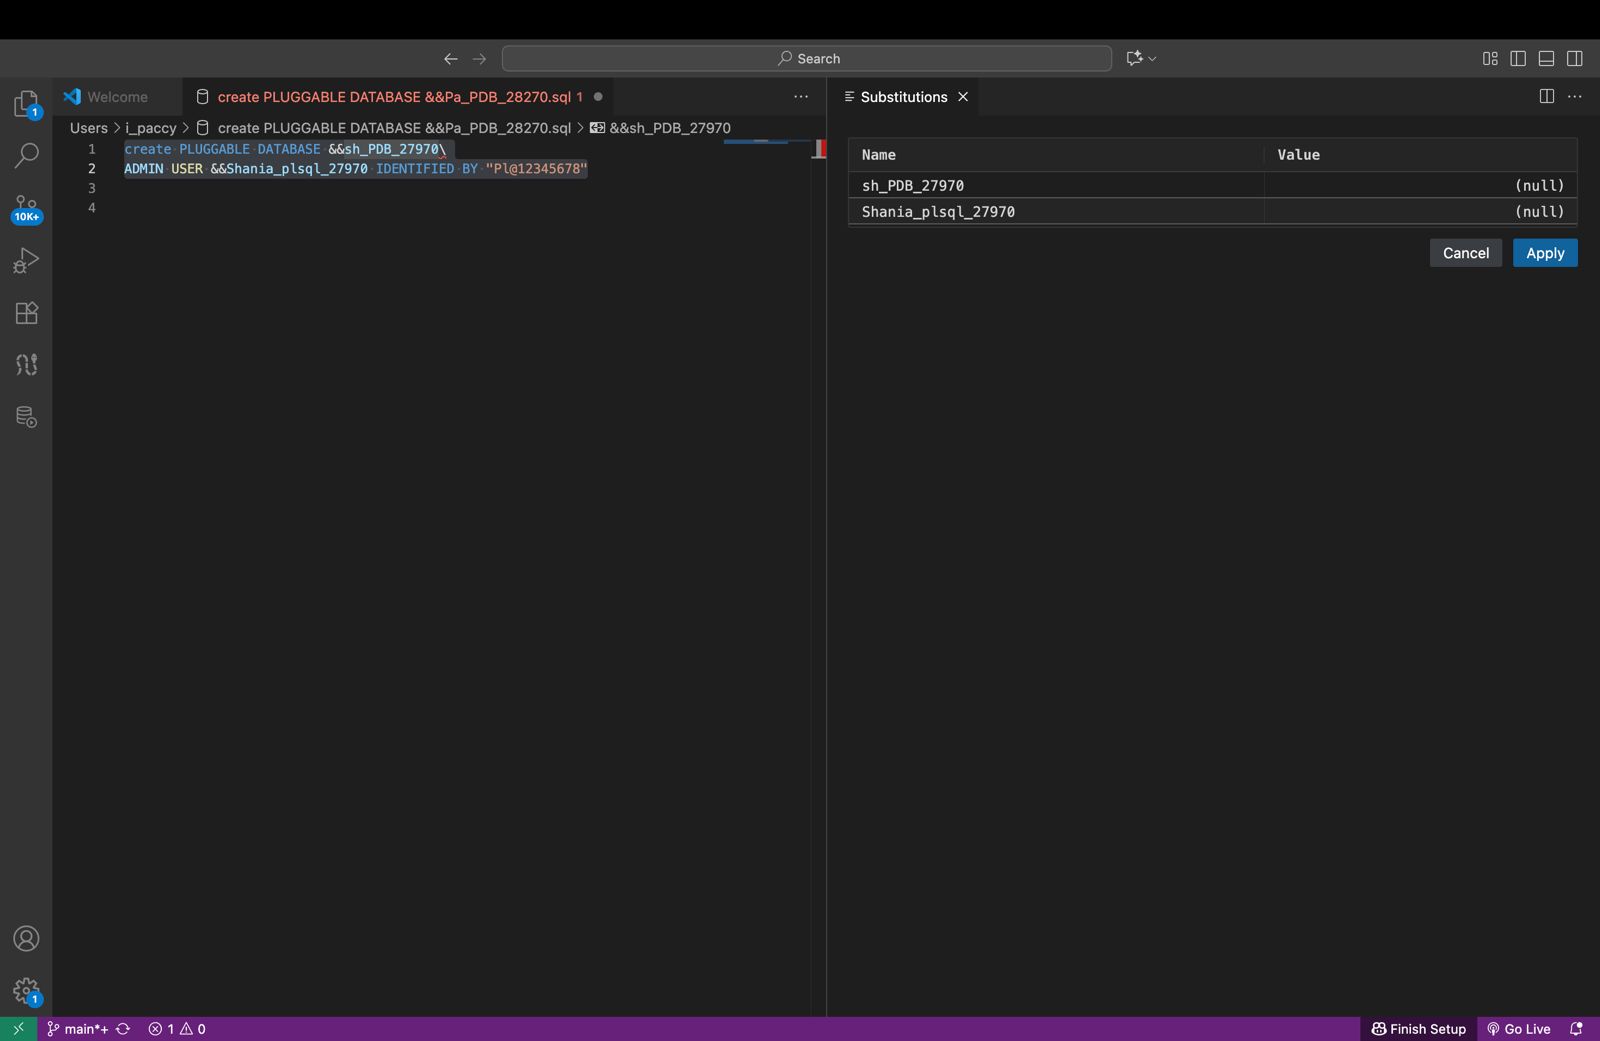 Search
Welcome
create PLUGGABLE DATABASE &&Pa_PDB_28270.sql 1
Substitutions
Users > i_paccy > create PLUGGABLE DATABASE &&Pa_PDB_28270.sql > &&sh_PDB_27970
1 create PLUGGABLE DATABASE &&sh_PDB_27970\
2 ADMIN USER &&Shania_plsql_27970 IDENTIFIED BY "Pl@12345678"
3
4
Name Value
sh_PDB_27970 (null)
Shania_plsql_27970 (null)
Cancel Apply
1
10K+
1
main*+ 1 0
Finish Setup Go Live